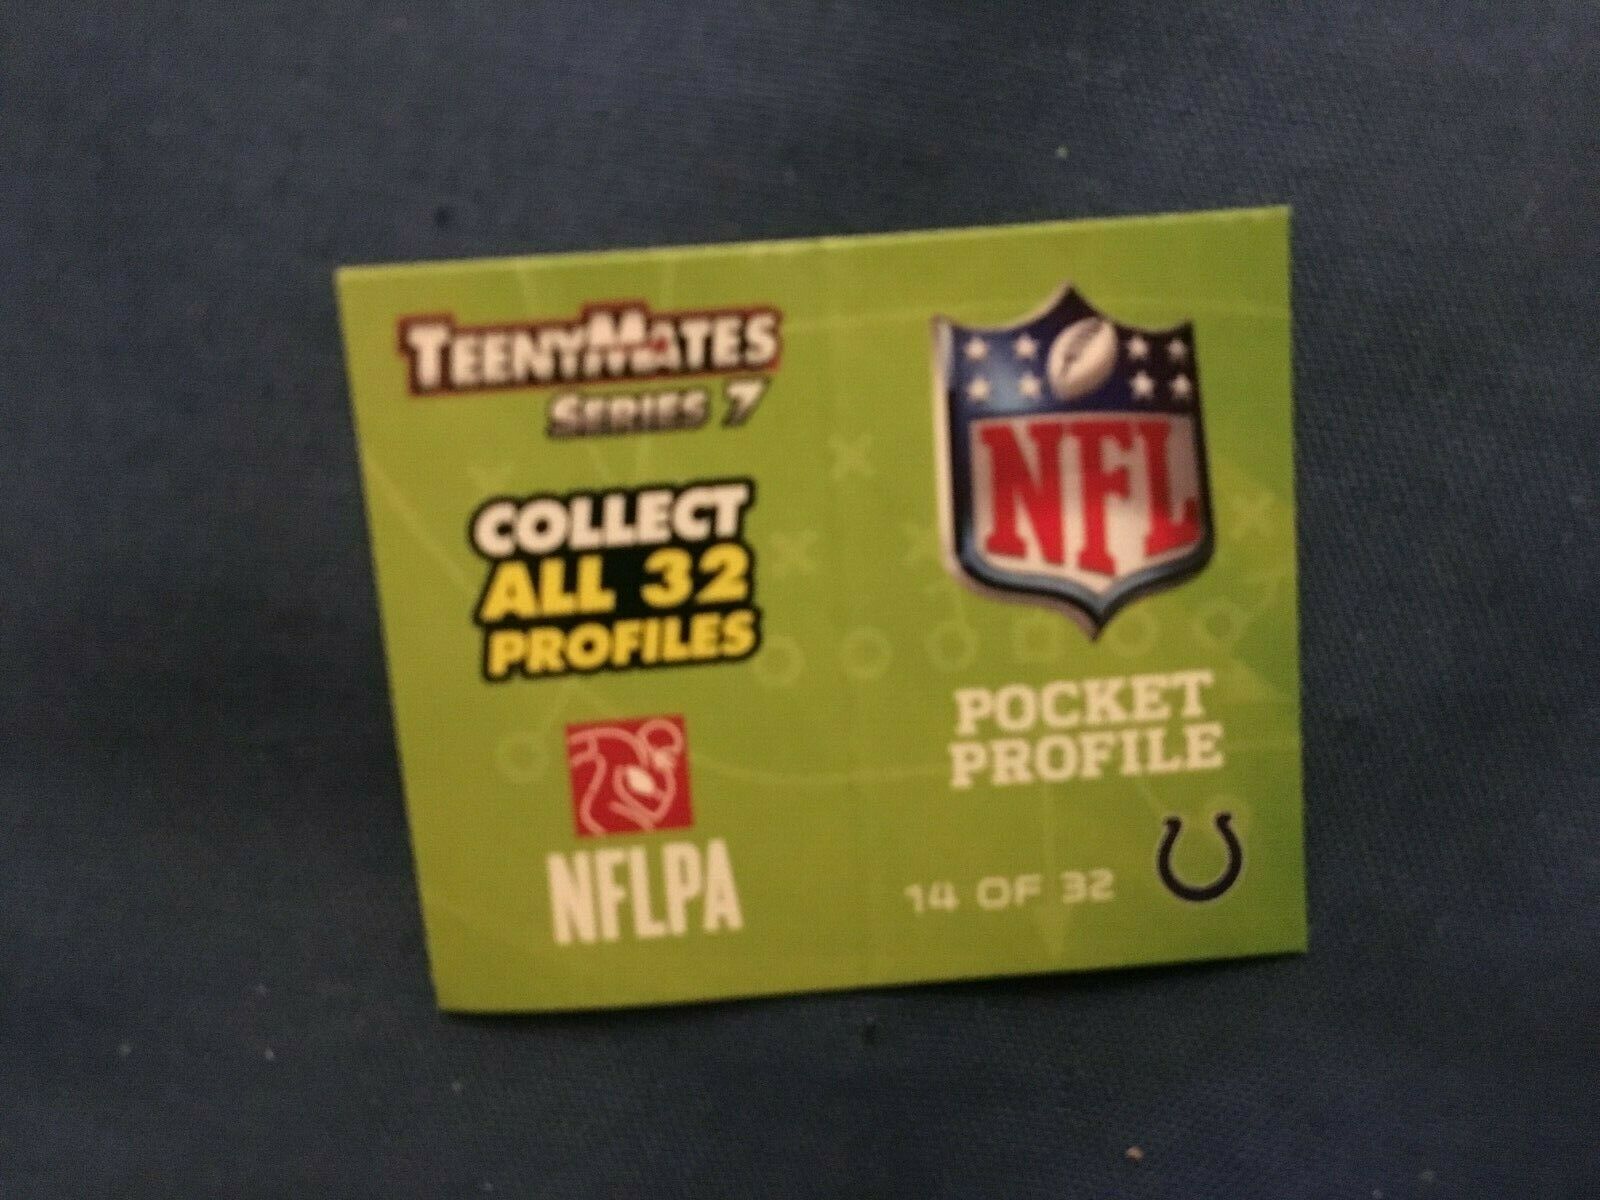 TEENYMATES
SERIES 7
COLLECT
ALL 32
PROFILES
NFLPA
NFL
POCKET
PROFILE
14 OF 32